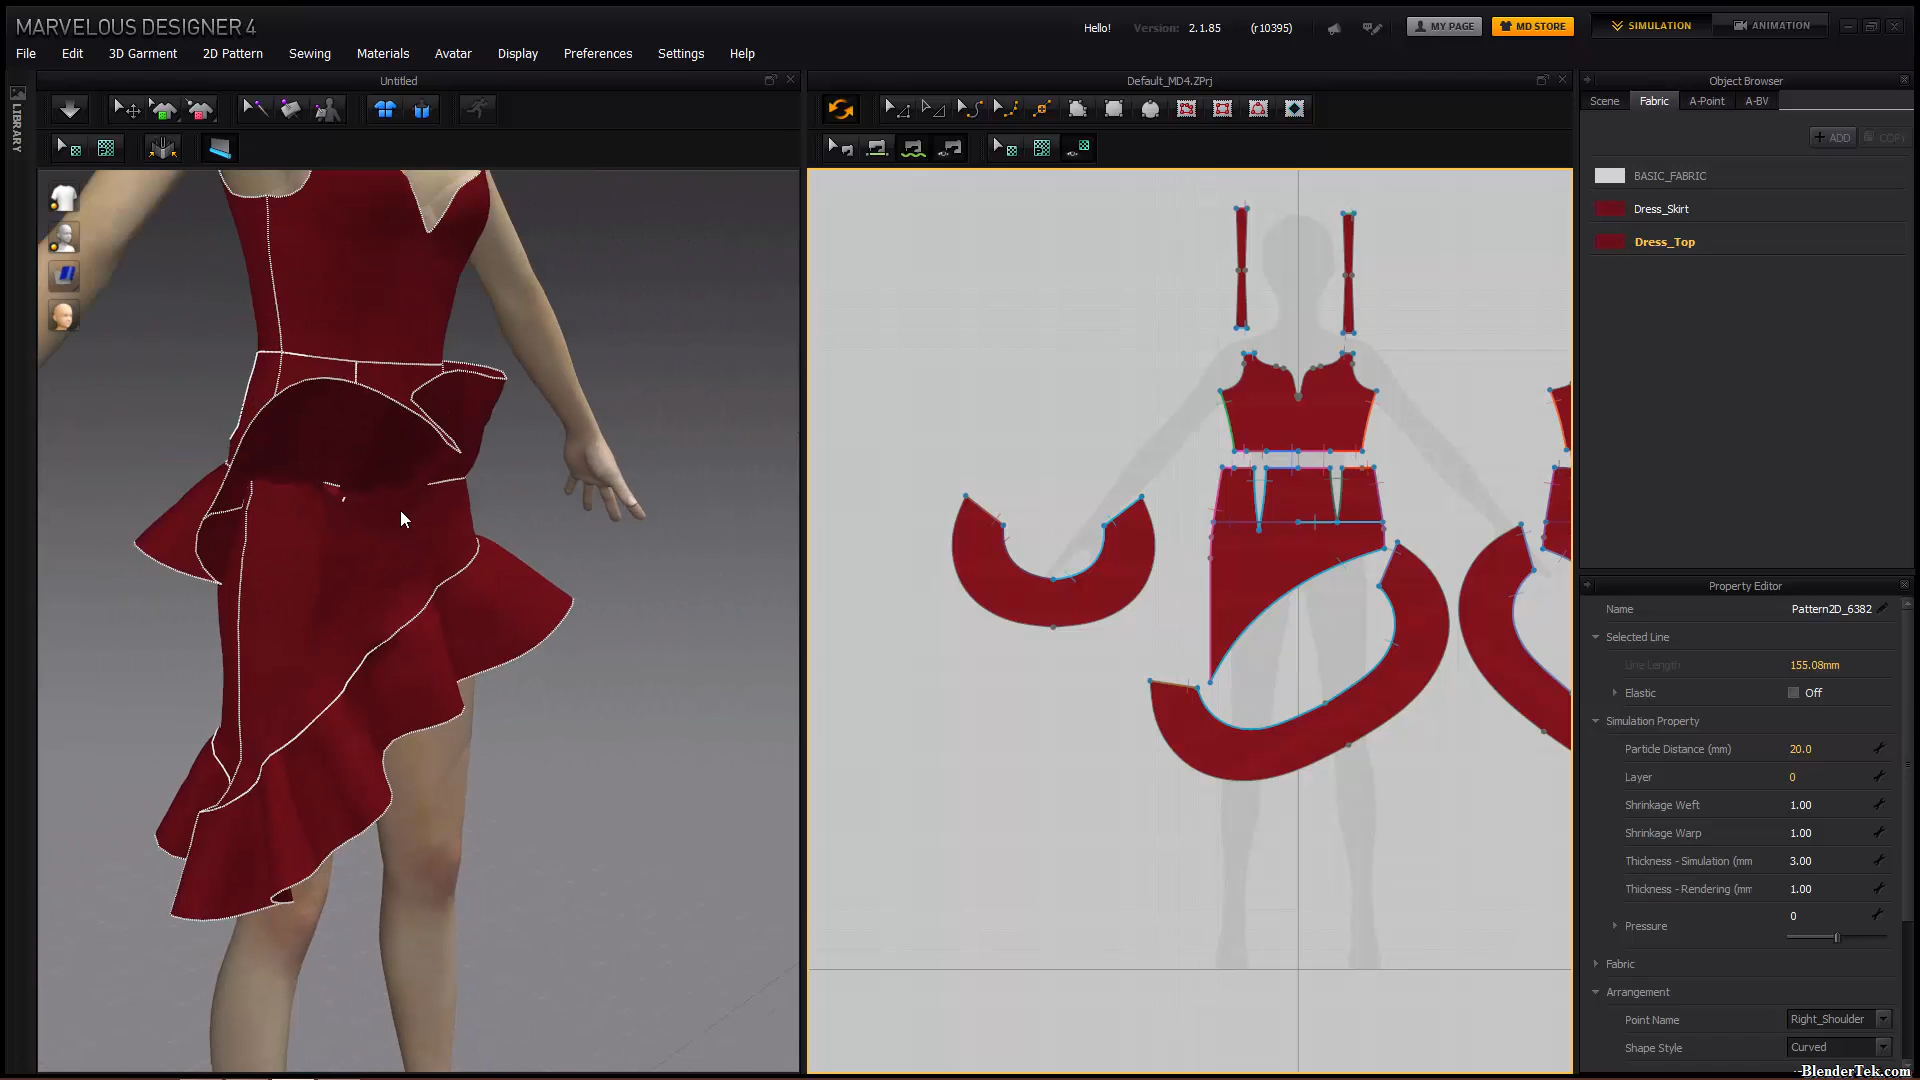 MARVELOUS DESIGNER 4
Hello! Version: 2.1.85 (r10395) MY PAGE MD STORE SIMULATION ANIMATION
File Edit 3D Garment 2D Pattern Sewing Materials Avatar Display Preferences Settings Help
Untitled
Default_MD4.ZPrj
Object Browser
LIBRARY
Scene Fabric A-Point A-BV
+ ADD COPY
BASIC_FABRIC
Dress_Skirt
Dress_Top
Property Editor
Name Pattern2D_6382
Selected Line
Line Length 155.08mm
Elastic Off
Simulation Property
Particle Distance (mm) 20.0
Layer 0
Shrinkage Weft 1.00
Shrinkage Warp 1.00
Thickness - Simulation (mm 3.00
Thickness - Rendering (mm 1.00
Pressure 0
Fabric
Arrangement
Point Name Right_Shoulder
Shape Style Curved
BlenderTek.com